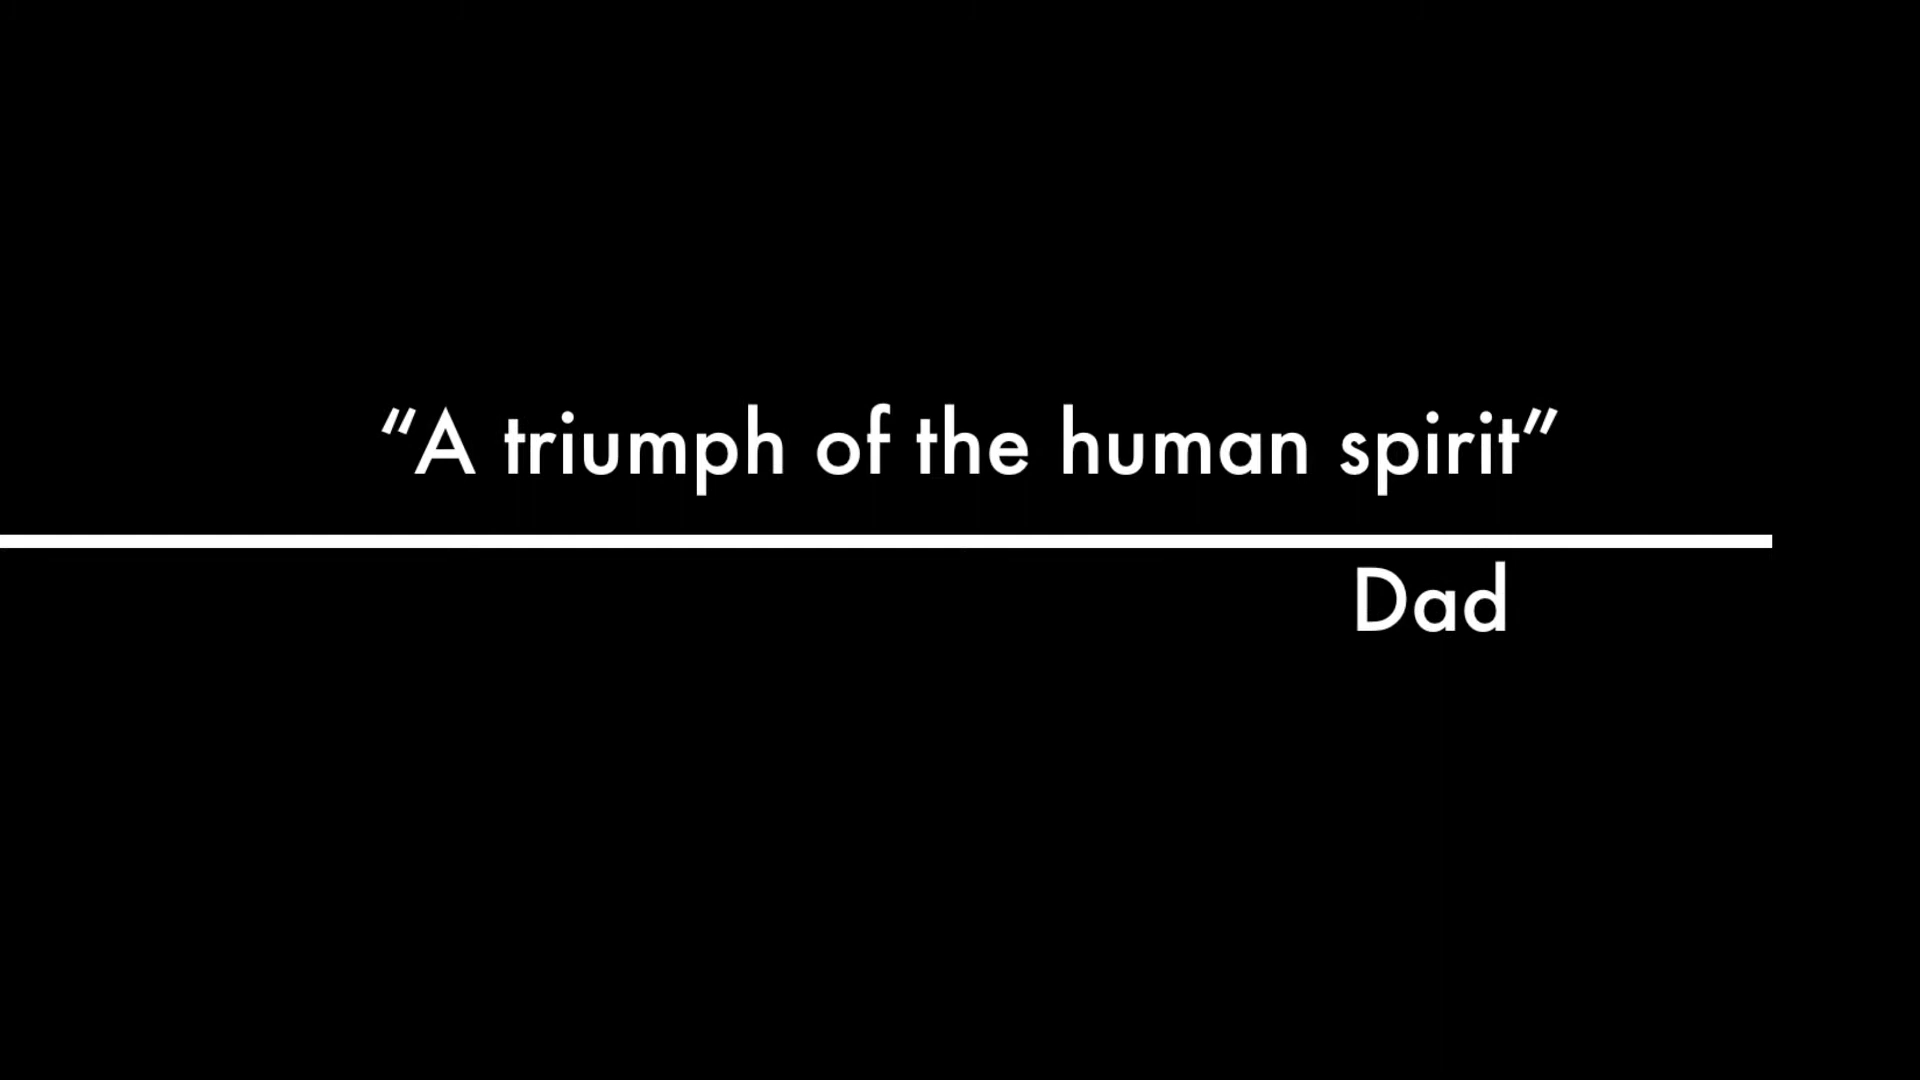 “A triumph of the human spirit”
Dad